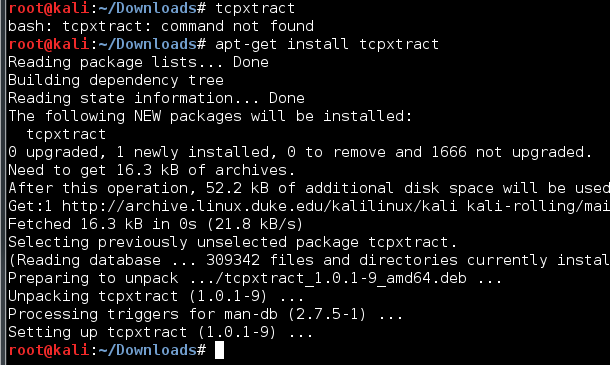 root@kali:~/Downloads# tcpxtract
bash: tcpxtract: command not found
root@kali:~/Downloads# apt-get install tcpxtract
Reading package lists... Done
Building dependency tree
Reading state information... Done
The following NEW packages will be installed:
  tcpxtract
0 upgraded, 1 newly installed, 0 to remove and 1666 not upgraded.
Need to get 16.3 kB of archives.
After this operation, 52.2 kB of additional disk space will be used
Get:1 http://archive.linux.duke.edu/kalilinux/kali kali-rolling/mai
Fetched 16.3 kB in 0s (21.8 kB/s)
Selecting previously unselected package tcpxtract.
(Reading database ... 309342 files and directories currently instal
Preparing to unpack .../tcpxtract_1.0.1-9_amd64.deb ...
Unpacking tcpxtract (1.0.1-9) ...
Processing triggers for man-db (2.7.5-1) ...
Setting up tcpxtract (1.0.1-9) ...
root@kali:~/Downloads#